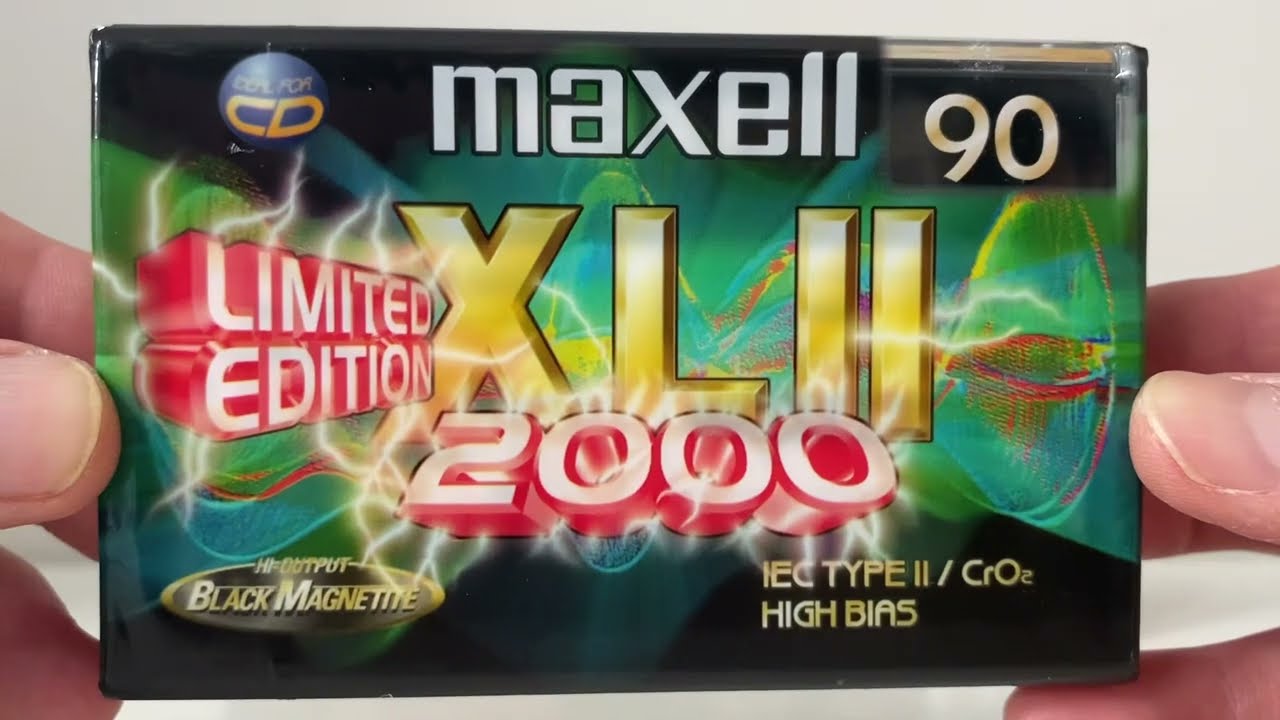 IDEAL FOR
CD
maxell
90
XLII
LIMITED
EDITION
2000
HI-OUTPUT
BLACK MAGNETITE
IEC TYPE II / CrO₂
HIGH BIAS